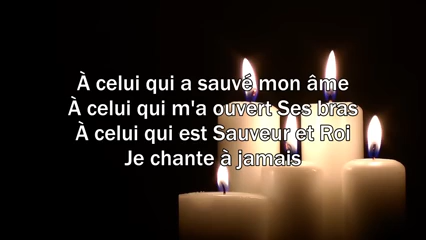 À celui qui a sauvé mon âme
À celui qui m'a ouvert Ses bras
À celui qui est Sauveur et Roi
Je chante à jamais